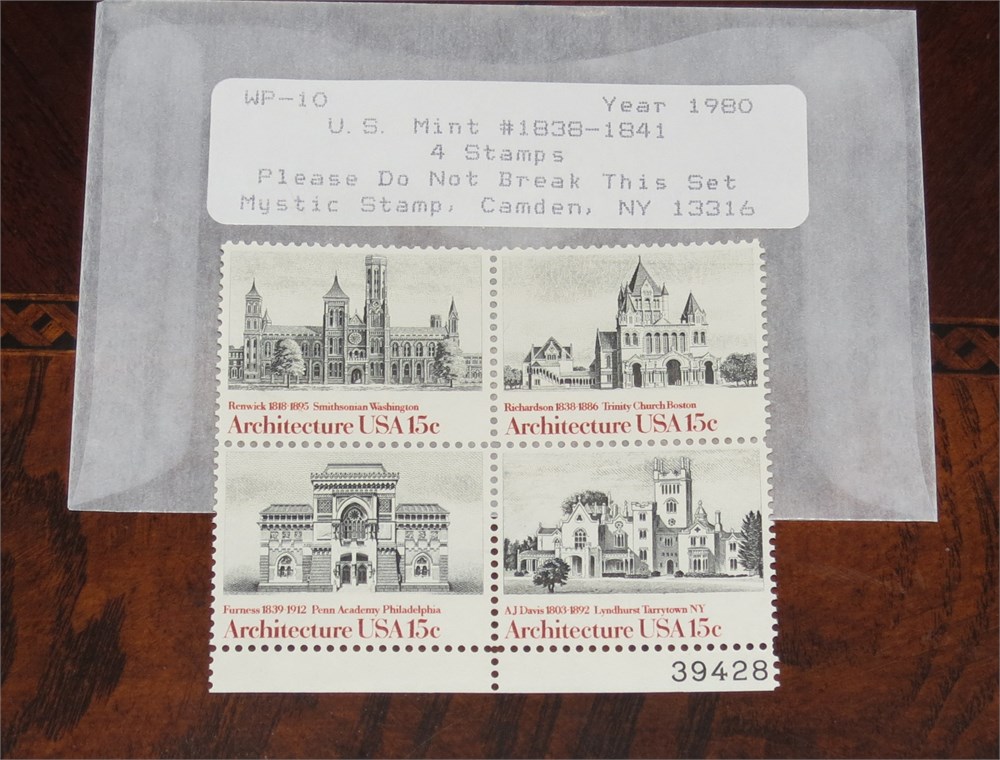 WP-10 Year 1980
U.S. Mint #1838-1841
4 Stamps
Please Do Not Break This Set
Mystic Stamp, Camden, NY 13316
Renwick 1818-1895 Smithsonian Washington
Architecture USA 15c
Richardson 1838-1886 Trinity Church Boston
Architecture USA 15c
Furness 1839-1912 Penn Academy Philadelphia
Architecture USA 15c
AJ Davis 1803-1892 Lyndhurst Tarrytown NY
Architecture USA 15c
39428